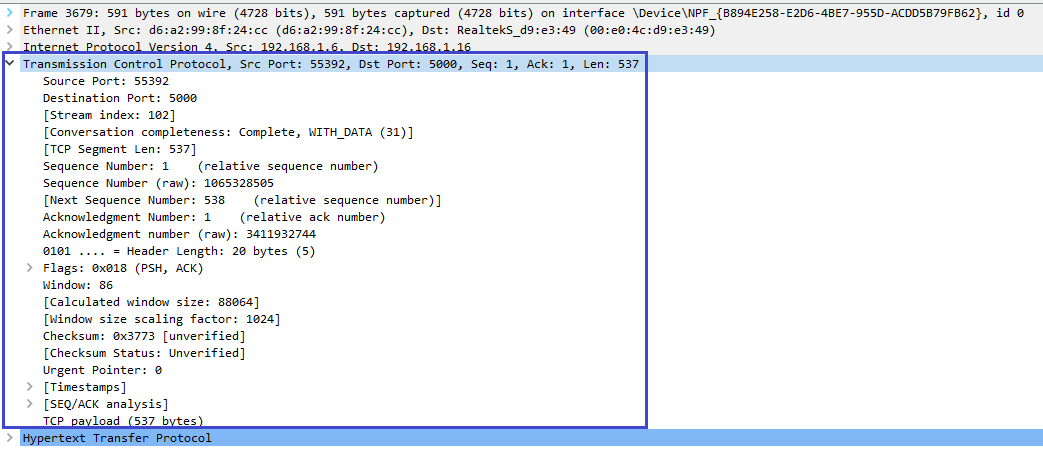 Frame 3679: 591 bytes on wire (4728 bits), 591 bytes captured (4728 bits) on interface \Device\NPF_{B894E258-E2D6-4BE7-955D-ACDD5B79FB62}, id 0
Ethernet II, Src: d6:a2:99:8f:24:cc (d6:a2:99:8f:24:cc), Dst: RealtekS_d9:e3:49 (00:e0:4c:d9:e3:49)
Internet Protocol Version 4, Src: 192.168.1.6, Dst: 192.168.1.16
Transmission Control Protocol, Src Port: 55392, Dst Port: 5000, Seq: 1, Ack: 1, Len: 537
Source Port: 55392
Destination Port: 5000
[Stream index: 102]
[Conversation completeness: Complete, WITH_DATA (31)]
[TCP Segment Len: 537]
Sequence Number: 1    (relative sequence number)
Sequence Number (raw): 1065328505
[Next Sequence Number: 538    (relative sequence number)]
Acknowledgment Number: 1    (relative ack number)
Acknowledgment number (raw): 3411932744
0101 .... = Header Length: 20 bytes (5)
Flags: 0x018 (PSH, ACK)
Window: 86
[Calculated window size: 88064]
[Window size scaling factor: 1024]
Checksum: 0x3773 [unverified]
[Checksum Status: Unverified]
Urgent Pointer: 0
[Timestamps]
[SEQ/ACK analysis]
TCP payload (537 bytes)
Hypertext Transfer Protocol